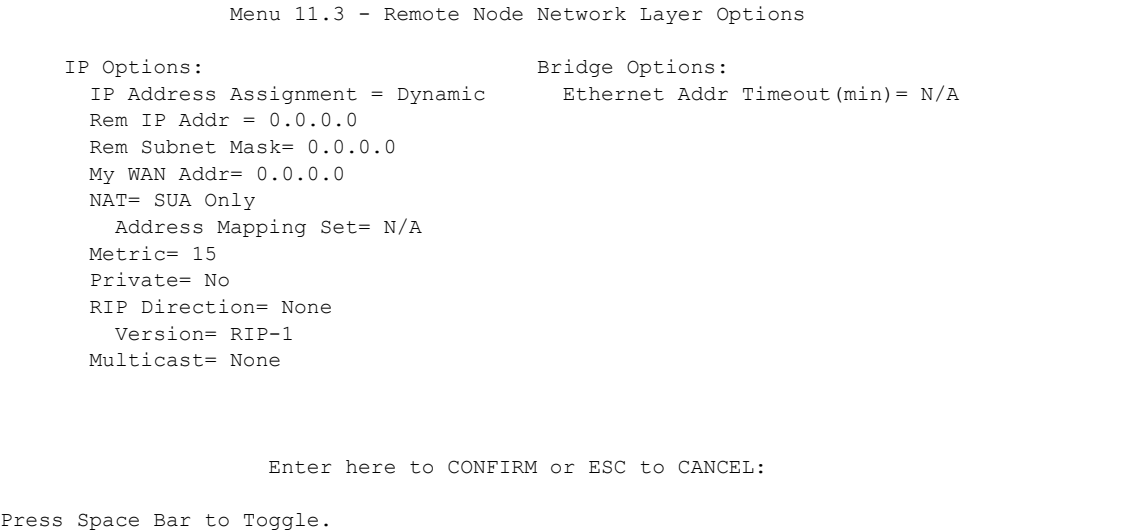 Menu 11.3 - Remote Node Network Layer Options
IP Options: Bridge Options:
IP Address Assignment = Dynamic Ethernet Addr Timeout(min)= N/A
Rem IP Addr = 0.0.0.0
Rem Subnet Mask= 0.0.0.0
My WAN Addr= 0.0.0.0
NAT= SUA Only
Address Mapping Set= N/A
Metric= 15
Private= No
RIP Direction= None
Version= RIP-1
Multicast= None
Enter here to CONFIRM or ESC to CANCEL:
Press Space Bar to Toggle.